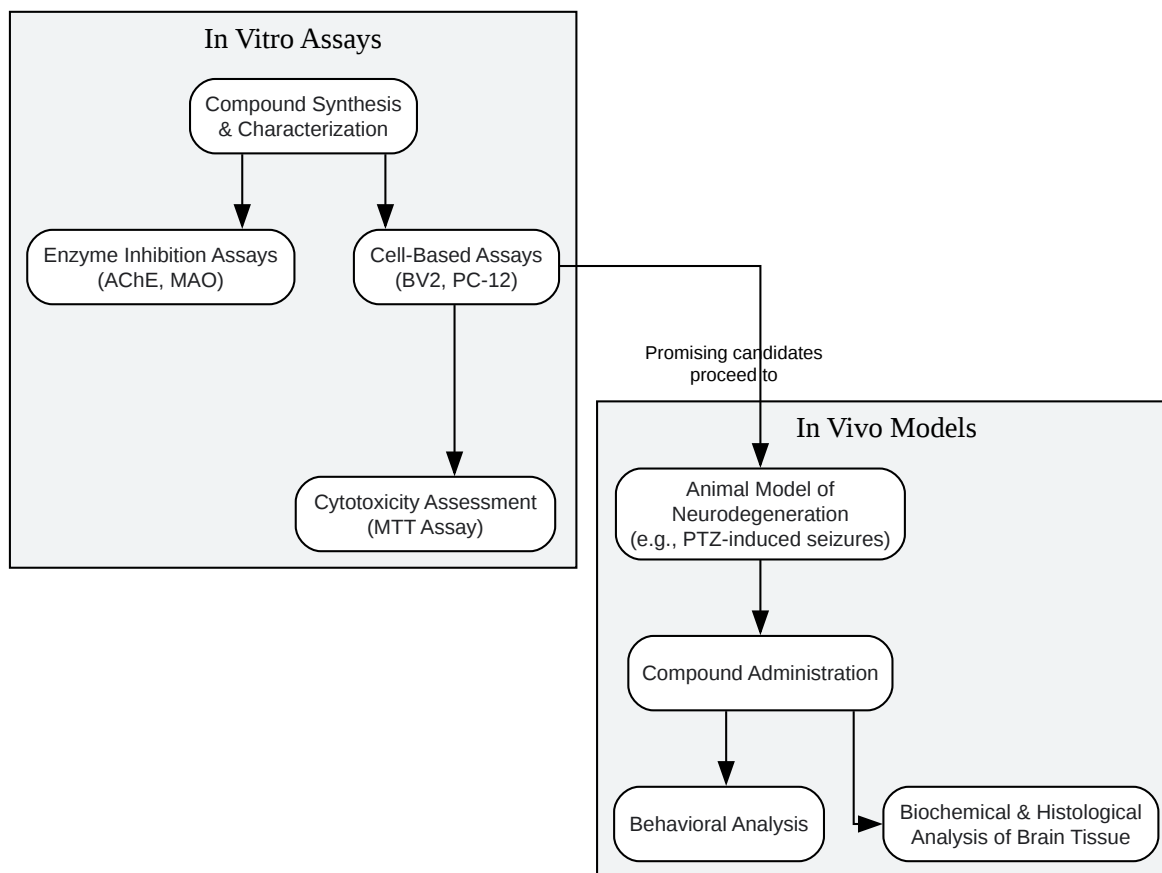 In Vitro Assays
Compound Synthesis
& Characterization
Enzyme Inhibition Assays
(AChE, MAO)
Cell-Based Assays
(BV2, PC-12)
Cytotoxicity Assessment
(MTT Assay)
Promising candidates
proceed to
In Vivo Models
Animal Model of
Neurodegeneration
(e.g., PTZ-induced seizures)
Compound Administration
Behavioral Analysis
Biochemical & Histological
Analysis of Brain Tissue